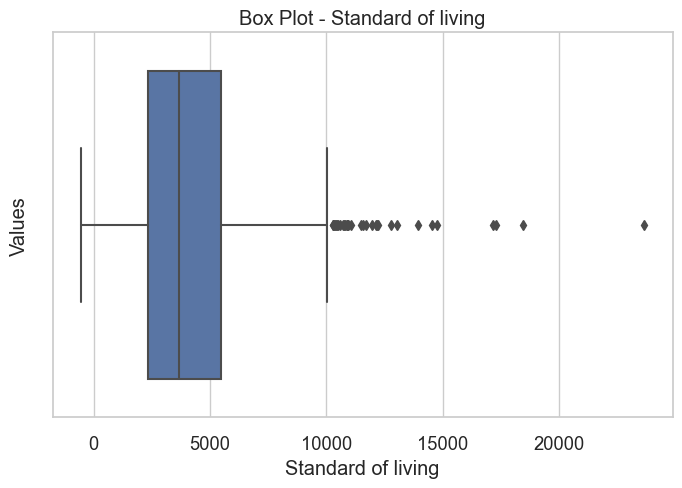 Box Plot - Standard of living
Values
0 5000 10000 15000 20000
Standard of living